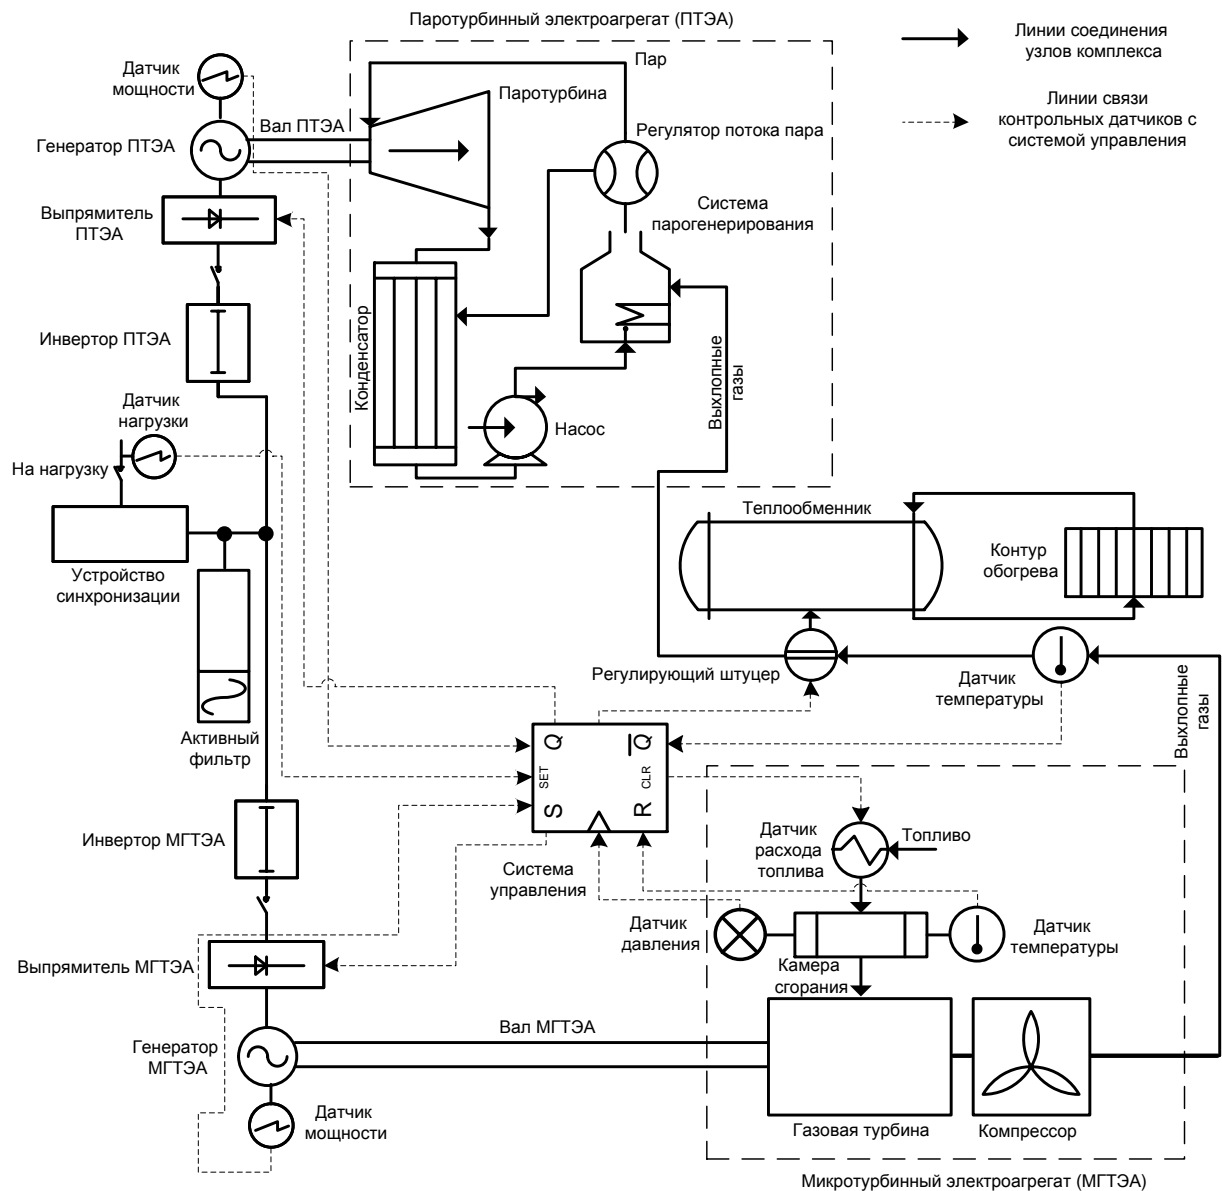 Паротурбинный электроагрегат (ПТЭА)
Линии соединения
узлов комплекса
Линии связи
контрольных датчиков с
системой управления
Датчик
мощности
Пар
Паротурбина
Вал ПТЭА
Генератор ПТЭА
Регулятор потока пара
Выпрямитель
ПТЭА
Система
парогенерирования
Инвертор ПТЭА
Конденсатор
Выхлопные
газы
Датчик
нагрузки
Насос
На нагрузку
Теплообменник
Контур
обогрева
Устройство
синхронизации
Регулирующий штуцер
Датчик
температуры
Выхлопные
газы
Активный
фильтр
Q
Q
SET
CLR
S
R
Инвертор МГТЭА
Система
управления
Датчик
расхода
топлива
Топливо
Датчик
давления
Датчик
температуры
Камера
сгорания
Выпрямитель МГТЭА
Вал МГТЭА
Генератор
МГТЭА
Датчик
мощности
Газовая турбина
Компрессор
Микротурбинный электроагрегат (МГТЭА)